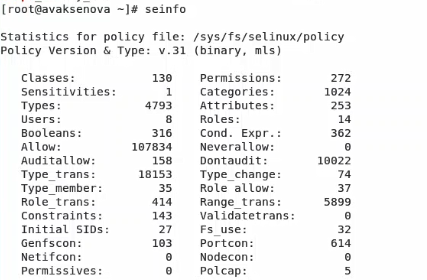 [root@avaksenova ~]# seinfo
Statistics for policy file: /sys/fs/selinux/policy
Policy Version & Type: v.31 (binary, mls)
Classes: 130 Permissions: 272
Sensitivities: 1 Categories: 1024
Types: 4793 Attributes: 253
Users: 8 Roles: 14
Booleans: 316 Cond. Expr.: 362
Allow: 107834 Neverallow: 0
Auditallow: 158 Dontaudit: 10022
Type_trans: 18153 Type_change: 74
Type_member: 35 Role allow: 37
Role_trans: 414 Range_trans: 5899
Constraints: 143 Validatetrans: 0
Initial SIDs: 27 Fs_use: 32
Genfscon: 103 Portcon: 614
Netifcon: 0 Nodecon: 0
Permissives: 0 Polcap: 5